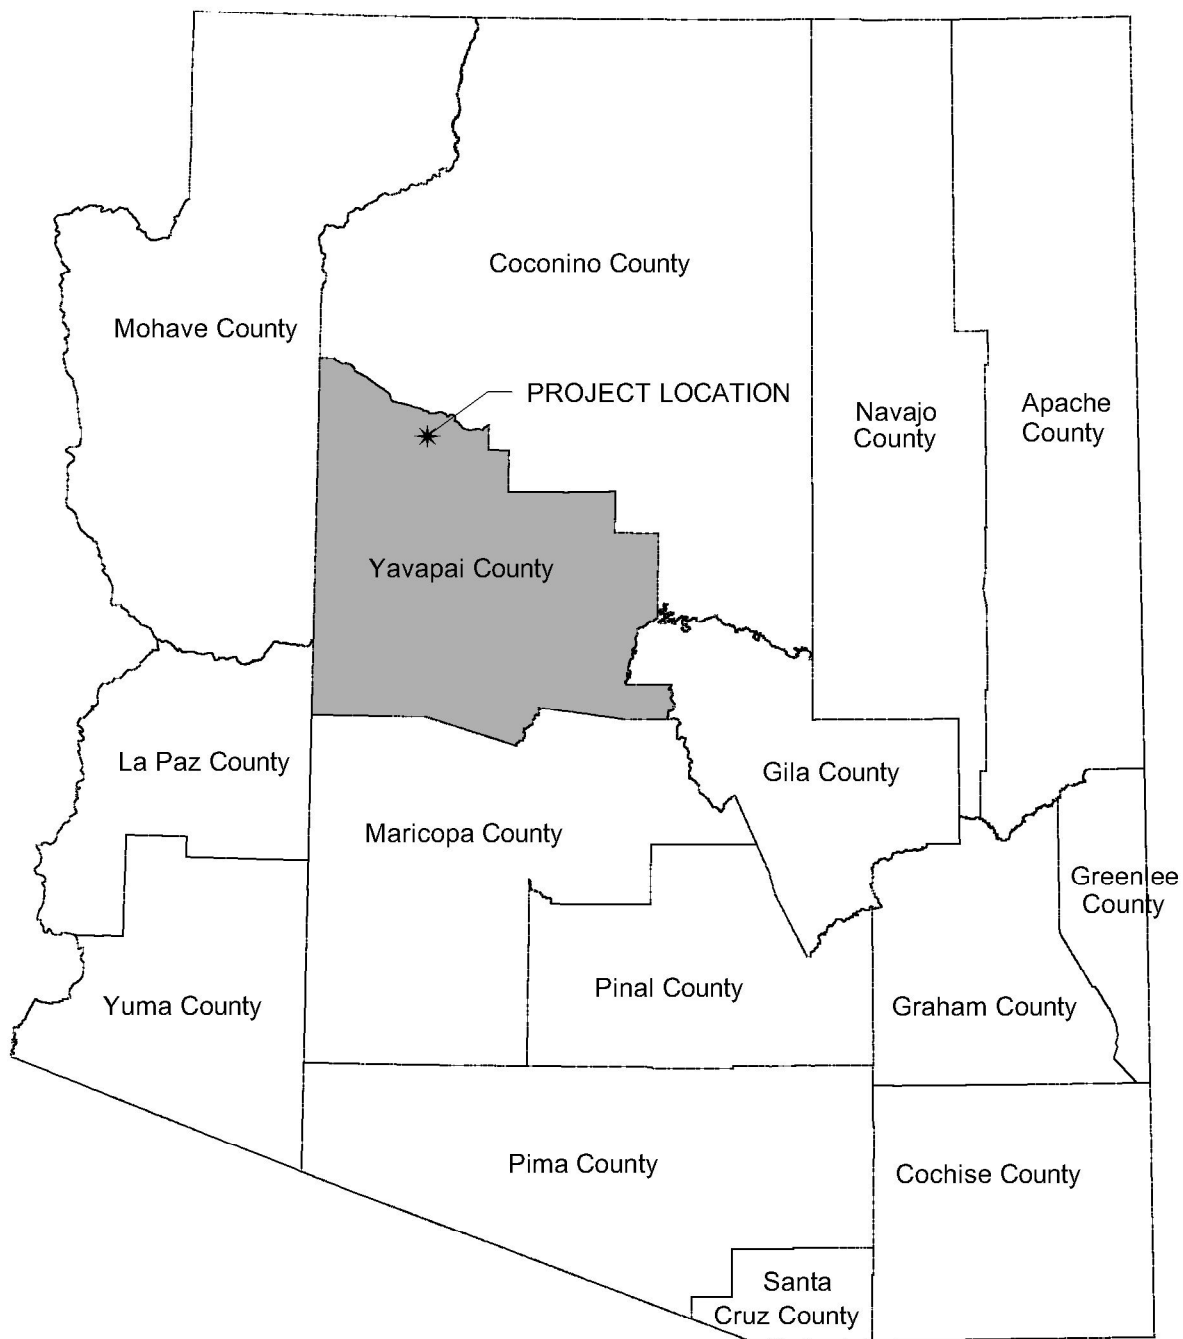 Coconino County
Mohave County
PROJECT LOCATION
Navajo
County
Apache
County
Yavapai County
La Paz County
Gila County
Maricopa County
Greenlee
County
Pinal County
Yuma County
Graham County
Pima County
Cochise County
Santa
Cruz County